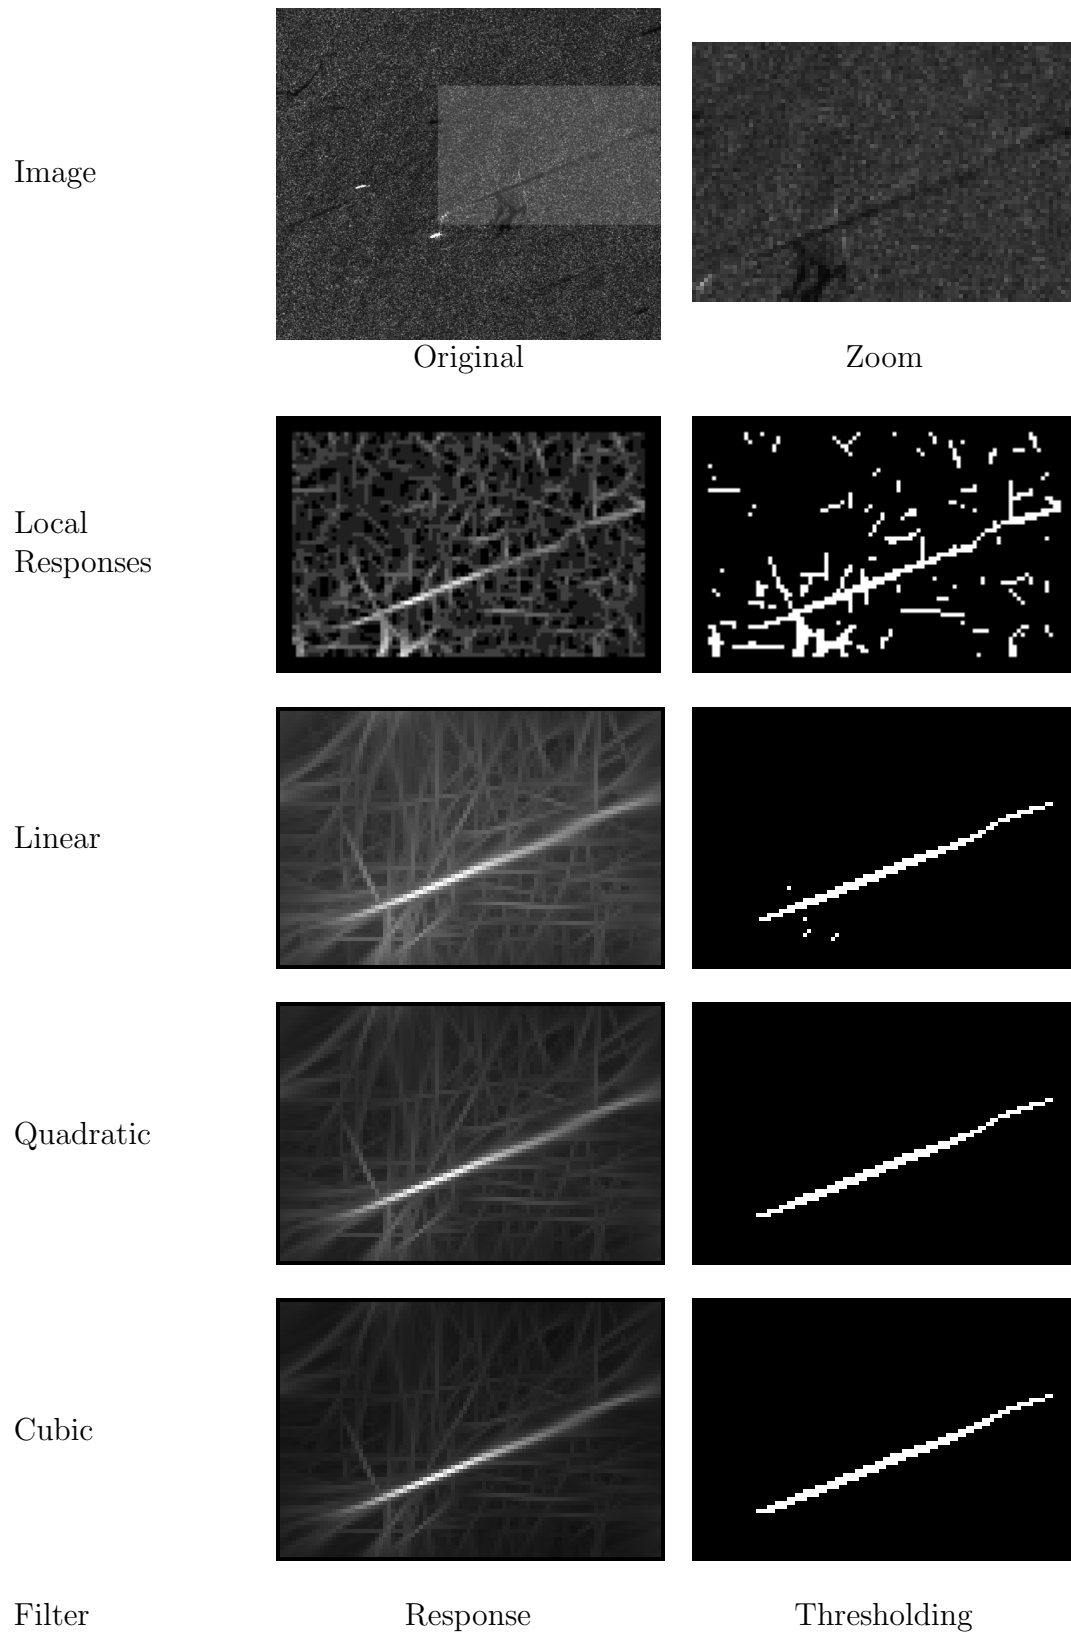 Image
Original Zoom
Local
Responses
Linear
Quadratic
Cubic
Filter Response Thresholding